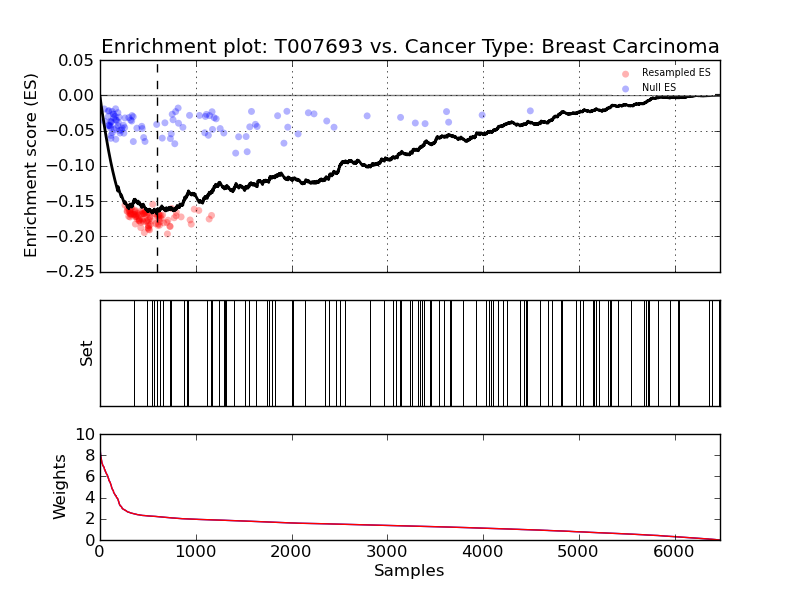 Enrichment plot: T007693 vs. Cancer Type: Breast Carcinoma
Enrichment score (ES)
0.05
0.00
−0.05
−0.10
−0.15
−0.20
−0.25
Resampled ES
Null ES
Set
Weights
10
8
6
4
2
0
0 1000 2000 3000 4000 5000 6000
Samples